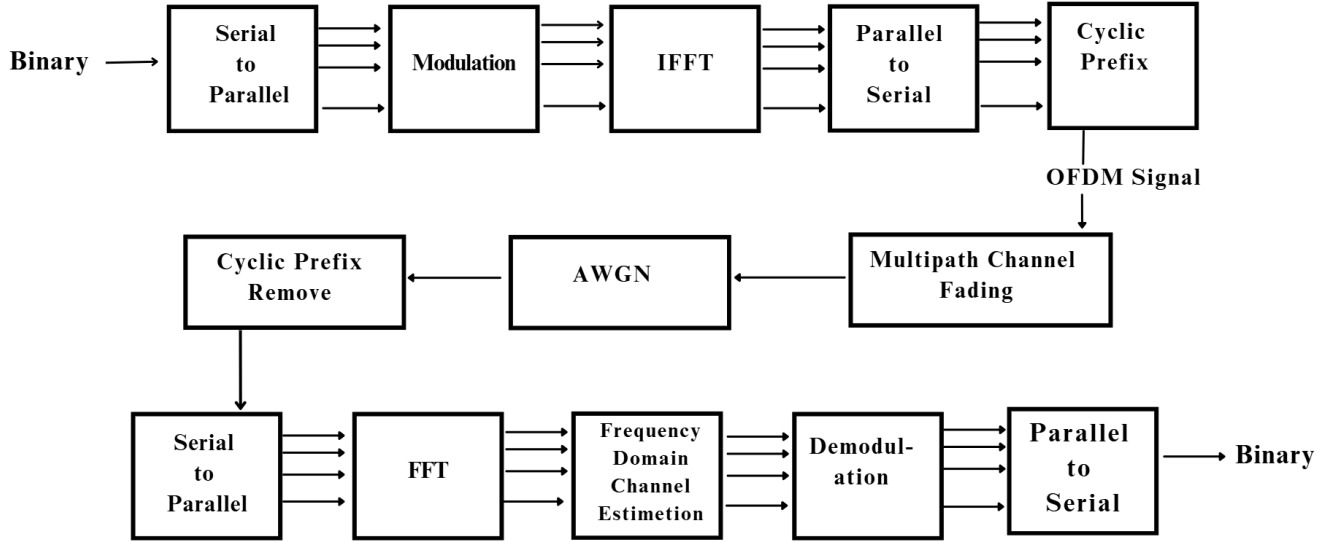 Binary
Serial
to
Parallel
Modulation
IFFT
Parallel
to
Serial
Cyclic
Prefix
OFDM Signal
Cyclic Prefix
Remove
AWGN
Multipath Channel
Fading
Serial
to
Parallel
FFT
Frequency
Domain
Channel
Estimetion
Demodul-
ation
Parallel
to
Serial
Binary